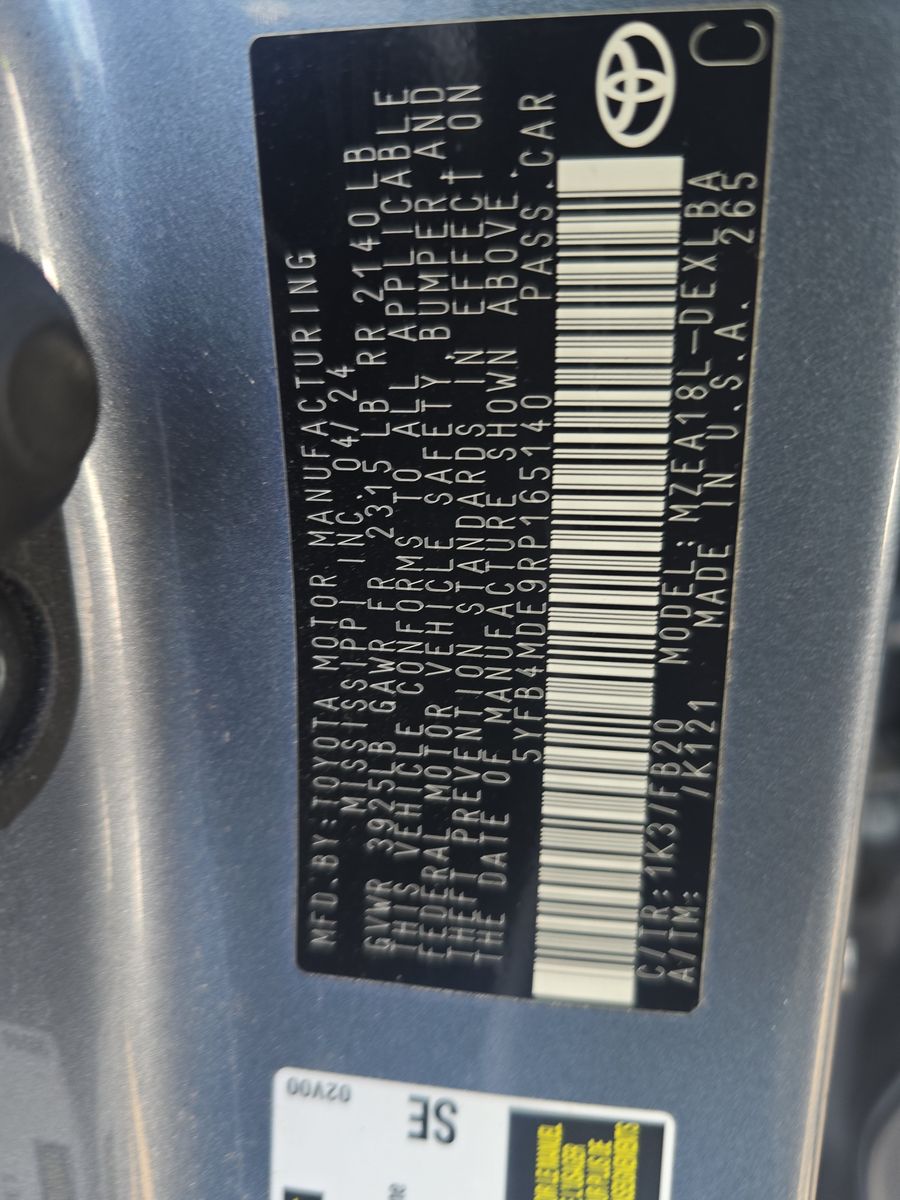 MFD.BY:TOYOTA MOTOR MANUFACTURING
MISSISSIPPI INC. 04/24
GVWR 3925LB GAWR FR 2315 LB RR 2140LB
THIS VEHICLE CONFORMS TO ALL APPLICABLE
FEDERAL MOTOR VEHICLE SAFETY, BUMPER AND
THEFT PREVENTION STANDARDS IN EFFECT ON
THE DATE OF MANUFACTURE SHOWN ABOVE.
5YFB4MDE9RP165140 PASS.CAR
C/TR:1K3/FB20 MODEL:MZEA18L-DEXLBA
A/TM: /K121 MADE IN U.S.A. 265
C
02V00
SE